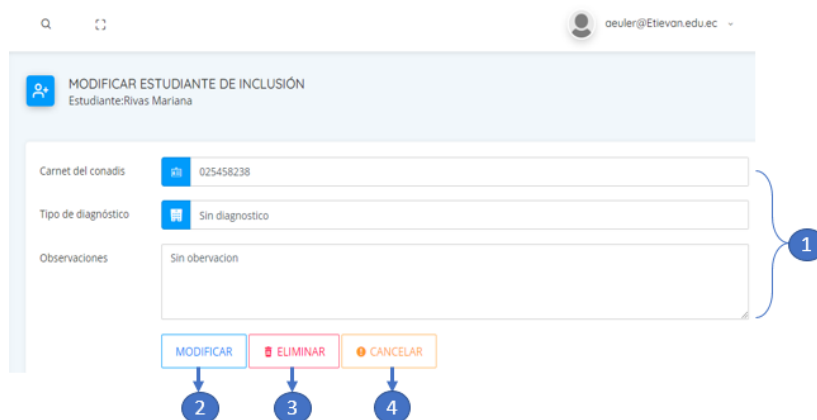 aeuler@Etievan.edu.ec
MODIFICAR ESTUDIANTE DE INCLUSIÓN
Estudiante:Rivas Mariana
Carnet del conadis 025458238
Tipo de diagnóstico Sin diagnostico
1
Observaciones Sin obervacion
MODIFICAR ELIMINAR CANCELAR
2 3 4